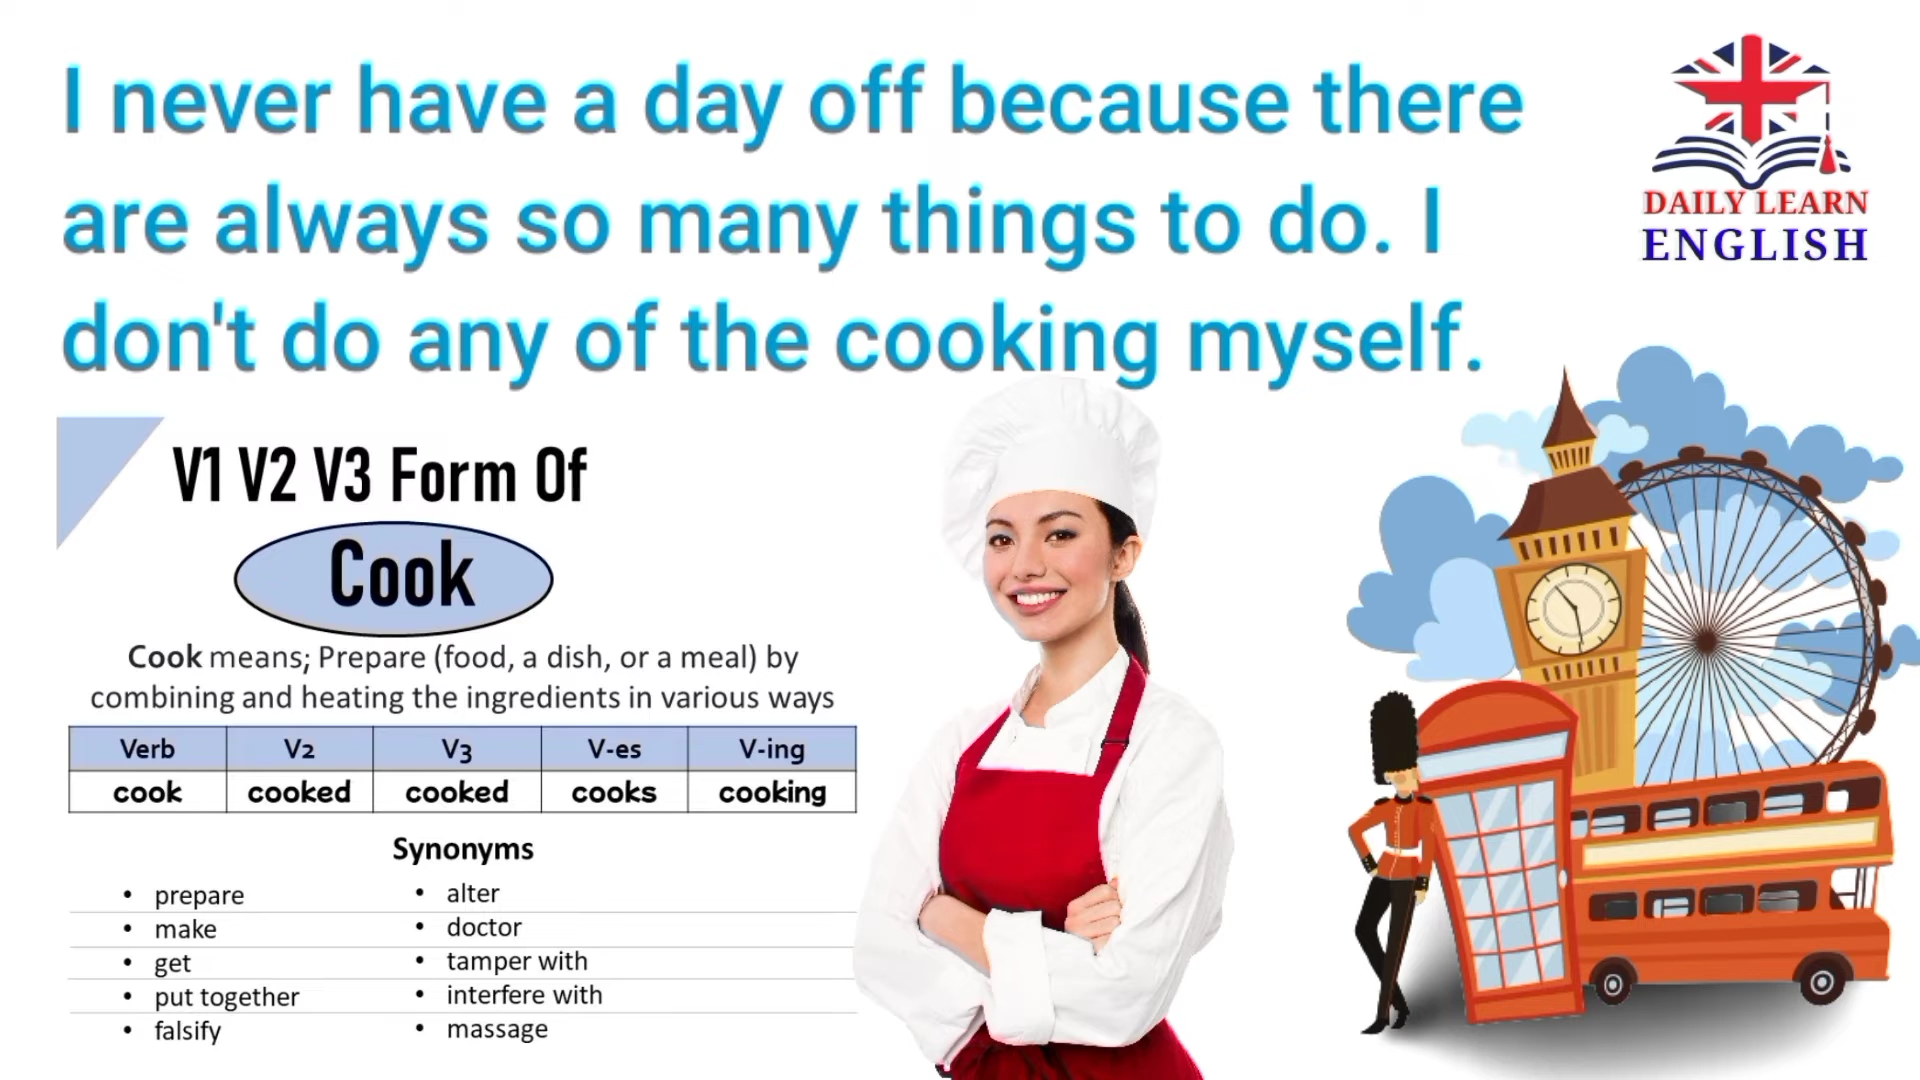 I never have a day off because there
are always so many things to do. I
don't do any of the cooking myself.
DAILY LEARN
ENGLISH
V1 V2 V3 Form Of
Cook
Cook means; Prepare (food, a dish, or a meal) by
combining and heating the ingredients in various ways
Verb V2 V3 V-es V-ing
cook cooked cooked cooks cooking
Synonyms
• prepare • alter
• make • doctor
• get • tamper with
• put together • interfere with
• falsify • massage